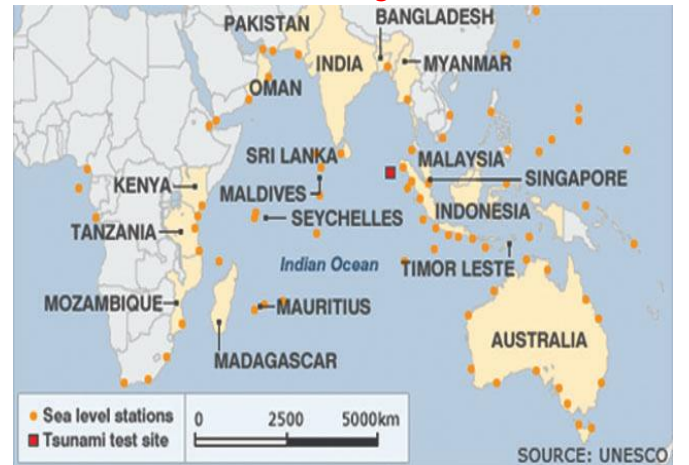 BANGLADESH
PAKISTAN
INDIA
MYANMAR
OMAN
SRI LANKA
MALAYSIA
KENYA
SINGAPORE
MALDIVES
INDONESIA
SEYCHELLES
TANZANIA
Indian Ocean
TIMOR LESTE
MOZAMBIQUE
MAURITIUS
AUSTRALIA
MADAGASCAR
Sea level stations
0 2500 5000km
Tsunami test site
SOURCE: UNESCO